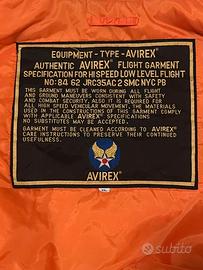 EQUIPMENT - TYPE - AVIREX®
AUTHENTIC AVIREX® FLIGHT GARMENT
SPECIFICATION FOR HI SPEED LOW LEVEL FLIGHT
NO: 84 62 JRC35AC 2 SMC NYC PB
THIS GARMENT MUST BE WORN DURING ALL FLIGHT
AND GROUND MANEUVERS CONSISTENT WITH SAFETY
AND COMBAT SECURITY, ALSO IT IS REQUIRED FOR
ALL HIGH SPEED VEHICULAR MOVEMENT, THE MATERIALS
USED IN THE CONSTRUCTION OF THIS GARMENT COMPLY
WITH APPLICABLE AVIREX® SPECIFICATIONS
NO SUBSTITUTES MAY BE ACCEPTED.
GARMENT MUST BE CLEANED ACCORDING TO AVIREX®
CARE INSTRUCTIONS TO PRESERVE THEIR CONTINUED
USEFULNESS.
AVIREX®
subito